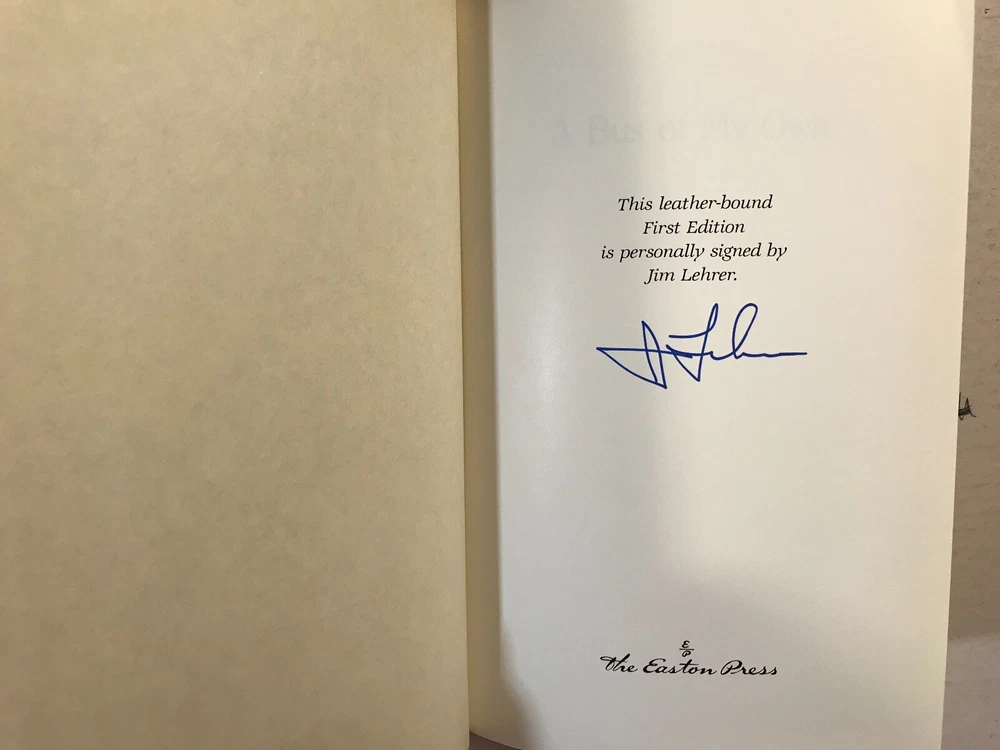 A Bus of My Own
This leather-bound
First Edition
is personally signed by
Jim Lehrer.
The Easton Press